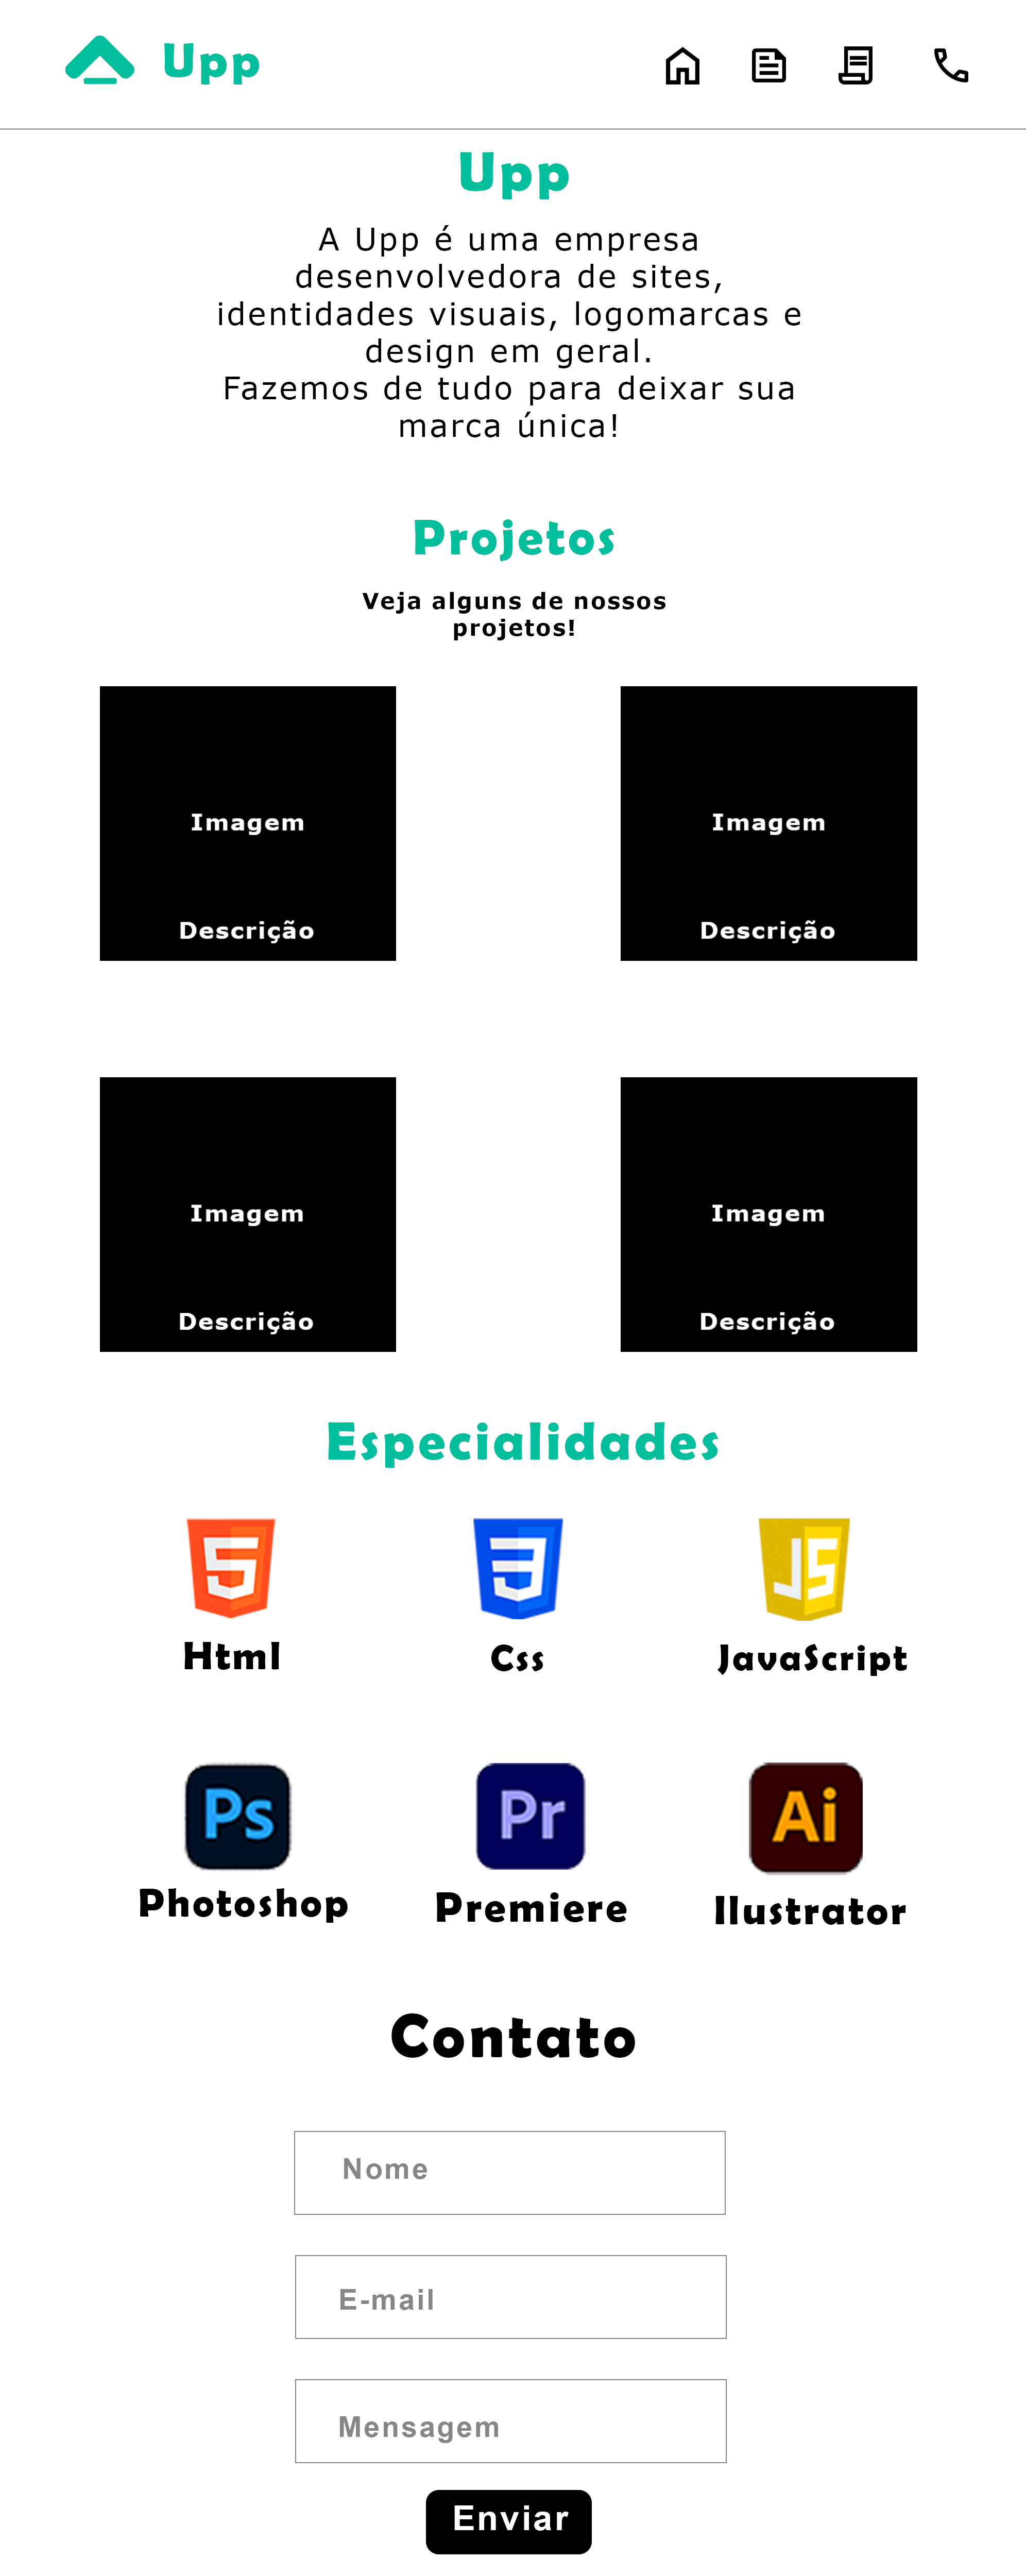 Upp
Upp
A Upp é uma empresa
desenvolvedora de sites,
identidades visuais, logomarcas e
design em geral.
Fazemos de tudo para deixar sua
marca única!
Projetos
Veja alguns de nossos
projetos!
Imagem
Imagem
Descrição
Descrição
Imagem
Imagem
Descrição
Descrição
Especialidades
5
3
JS
Html
Css
JavaScript
Ps
Pr
Ai
Photoshop
Premiere
Ilustrator
Contato
Nome
E-mail
Mensagem
Enviar